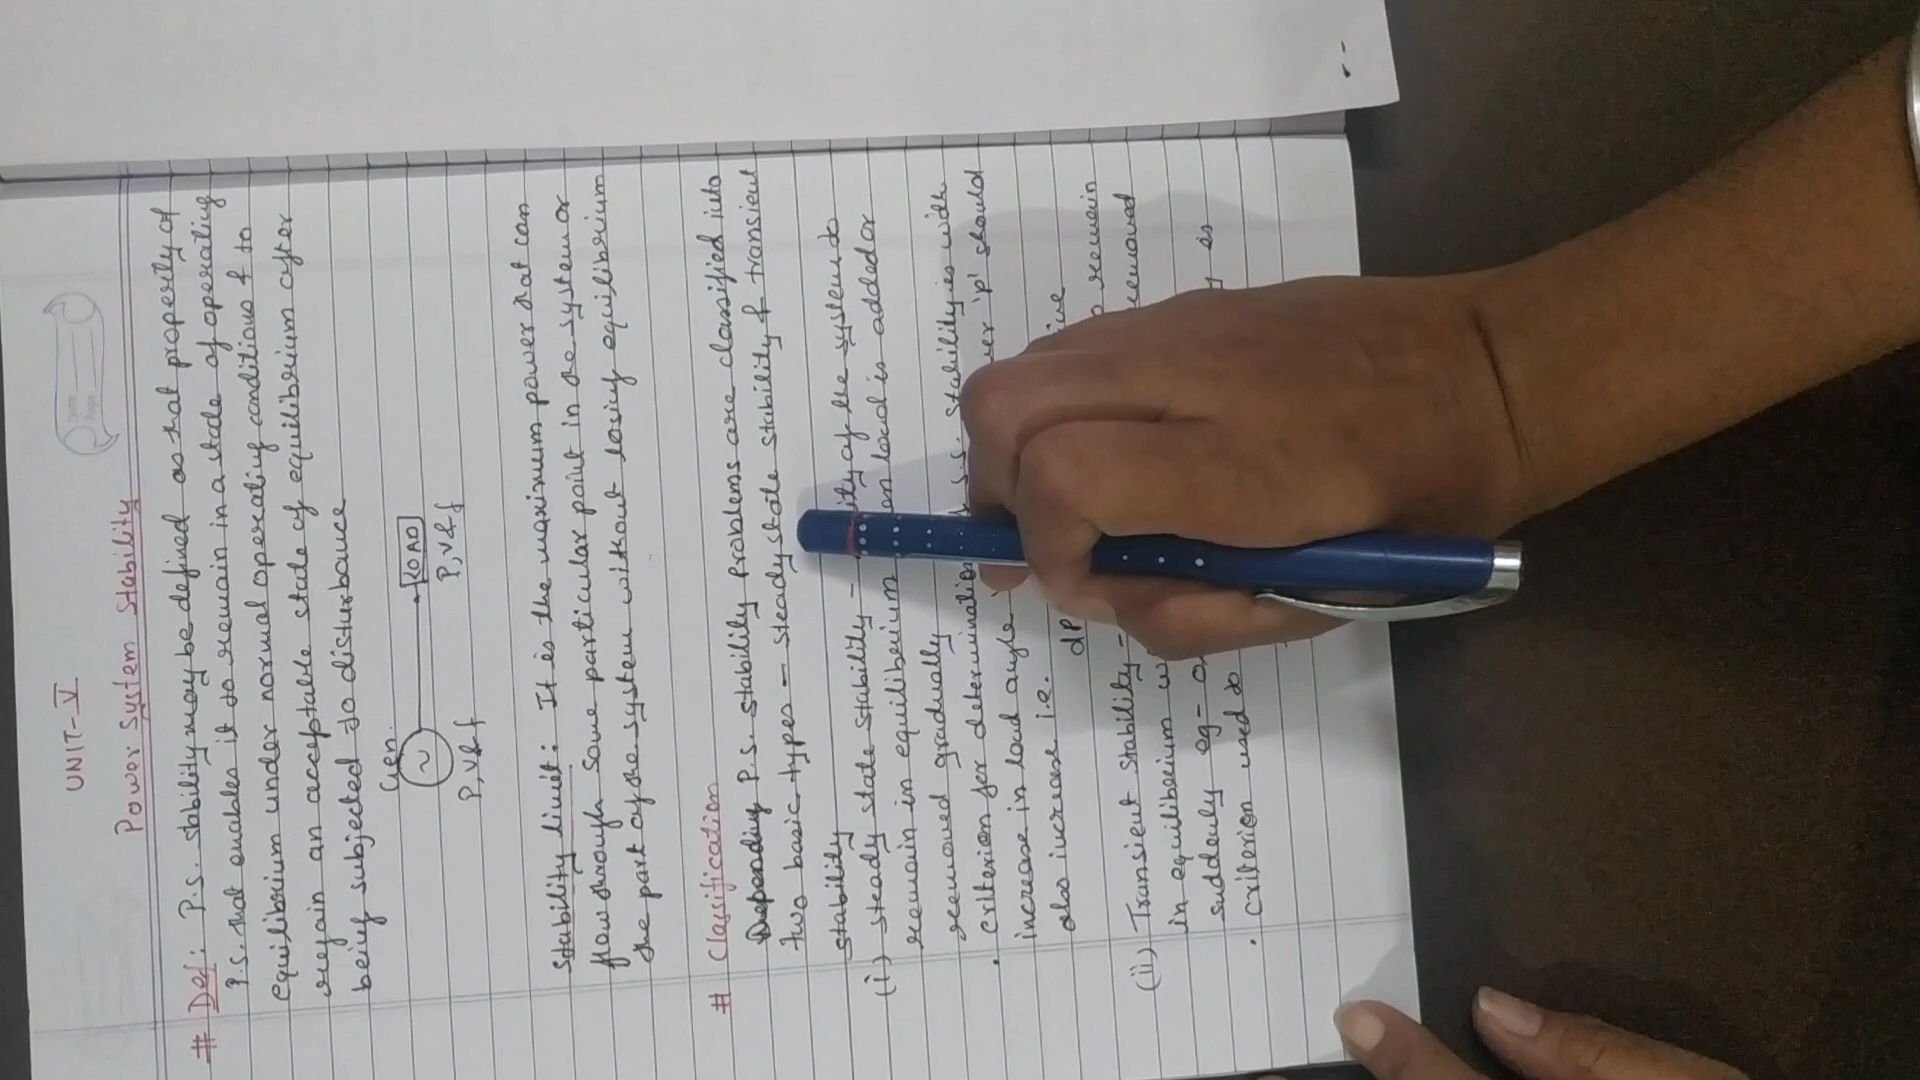 UNIT-V
Power System Stability
# Def: P.S. stability may be defined as that property of
P.S. that enables it to remain in a state of operating
equilibrium under normal operating conditions & to
regain an acceptable state of equilibrium after
being subjected to disturbance
Gen.
LOAD
P, V & f
P, V & f
Stability limit: It is the maximum power that can
flow through some particular point in the system or
the part of the system without losing equilibrium
# Classification
Depending P.S. stability Problems are classified into
two basic types - steady state stability & transient
stability
(i) steady state stability - ity of the system to
remain in equilibrium en load is added or
removed gradually
. criterion for determination S.S. stability is with
increase in load angle er 'p' should
also increase i.e. dP
(ii) Transient stability - remain
in equilibrium removed
suddenly eg - is
. criterion used to